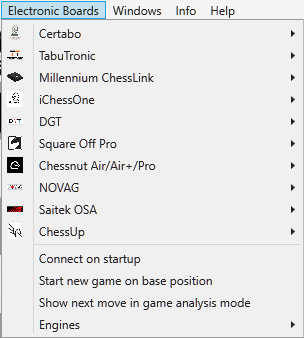 Electronic Boards Windows Info Help
Certabo
TabuTronic
Millennium ChessLink
iChessOne
DGT DGT
Square Off Pro
Chessnut Air/Air+/Pro
NOVAG
Saitek OSA
ChessUp
Connect on startup
Start new game on base position
Show next move in game analysis mode
Engines